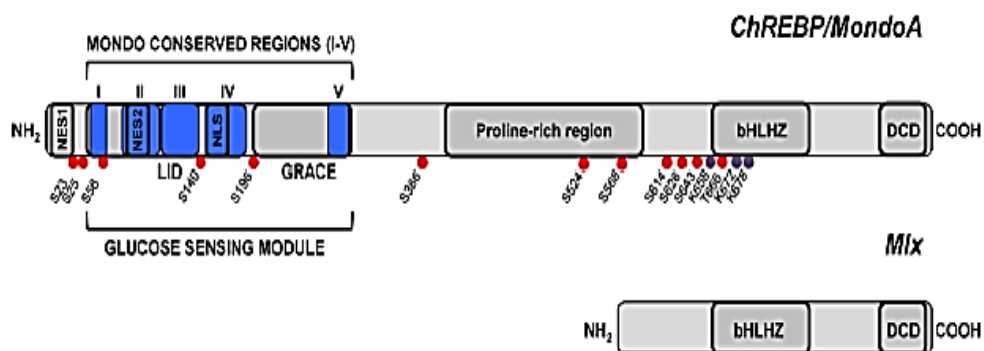 ChREBP/MondoA
MONDO CONSERVED REGIONS (I-V)
I II III IV V
NH2 NES1 NES2 NLS Proline-rich region bHLHZ DCD COOH
LID GRACE
S23 S25 S56 S140 S196 S386 S524 S566 S614 S626 S643 K658 T666 K672 K678
GLUCOSE SENSING MODULE
Mlx
NH2 bHLHZ DCD COOH